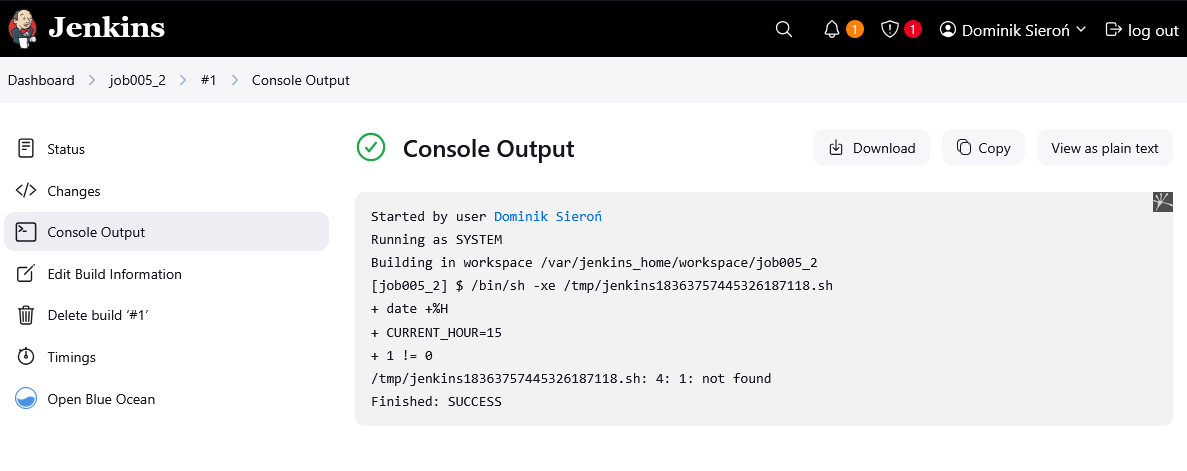 Jenkins
1
1
Dominik Sieroń
log out
Dashboard
job005_2
#1
Console Output
Status
Changes
Console Output
Edit Build Information
Delete build ‘#1’
Timings
Open Blue Ocean
Console Output
Download
Copy
View as plain text
Started by user Dominik Sieroń
Running as SYSTEM
Building in workspace /var/jenkins_home/workspace/job005_2
[job005_2] $ /bin/sh -xe /tmp/jenkins18363757445326187118.sh
+ date +%H
+ CURRENT_HOUR=15
+ 1 != 0
/tmp/jenkins18363757445326187118.sh: 4: 1: not found
Finished: SUCCESS